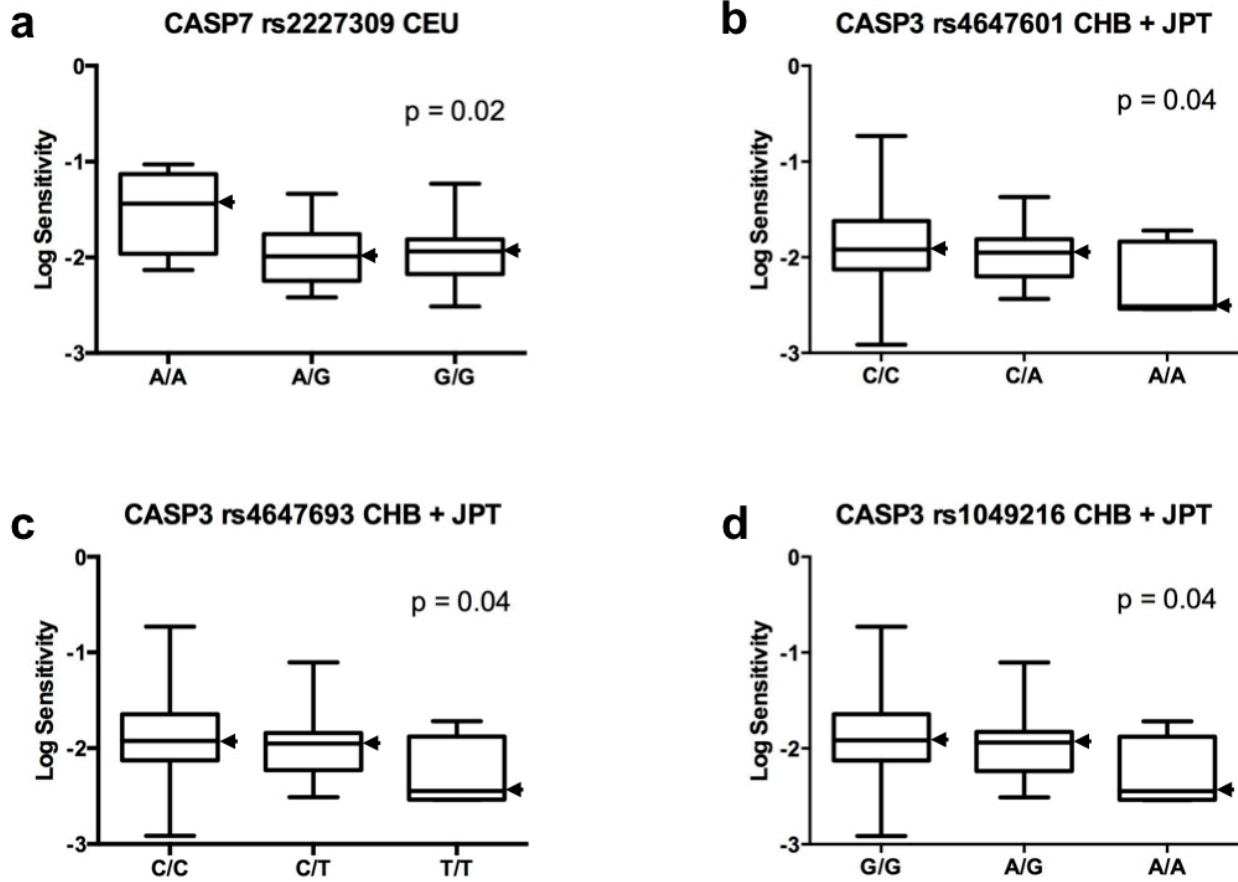 a
CASP7 rs2227309 CEU
0
-1
-2
-3
Log Sensitivity
p = 0.02
A/A
A/G
G/G
b
CASP3 rs4647601 CHB + JPT
0
-1
-2
-3
Log Sensitivity
p = 0.04
C/C
C/A
A/A
c
CASP3 rs4647693 CHB + JPT
0
-1
-2
-3
Log Sensitivity
p = 0.04
C/C
C/T
T/T
d
CASP3 rs1049216 CHB + JPT
0
-1
-2
-3
Log Sensitivity
p = 0.04
G/G
A/G
A/A